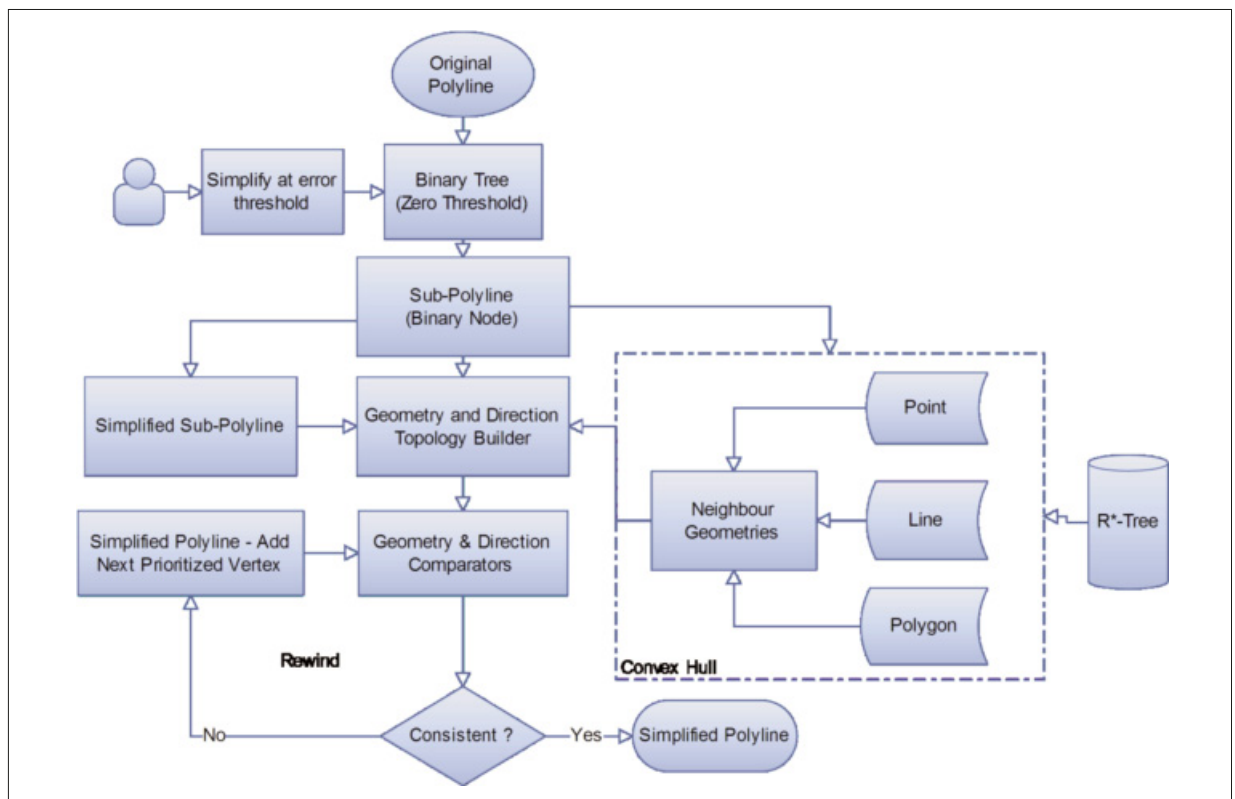 Original
Polyline
Simplify at error
threshold
Binary Tree
(Zero Threshold)
Sub-Polyline
(Binary Node)
Simplified Sub-Polyline
Geometry and Direction
Topology Builder
Point
Neighbour
Geometries
Line
R*-Tree
Simplified Polyline - Add
Next Prioritized Vertex
Geometry & Direction
Comparators
Polygon
Rewind
Convex Hull
No
Consistent ?
Yes
Simplified Polyline